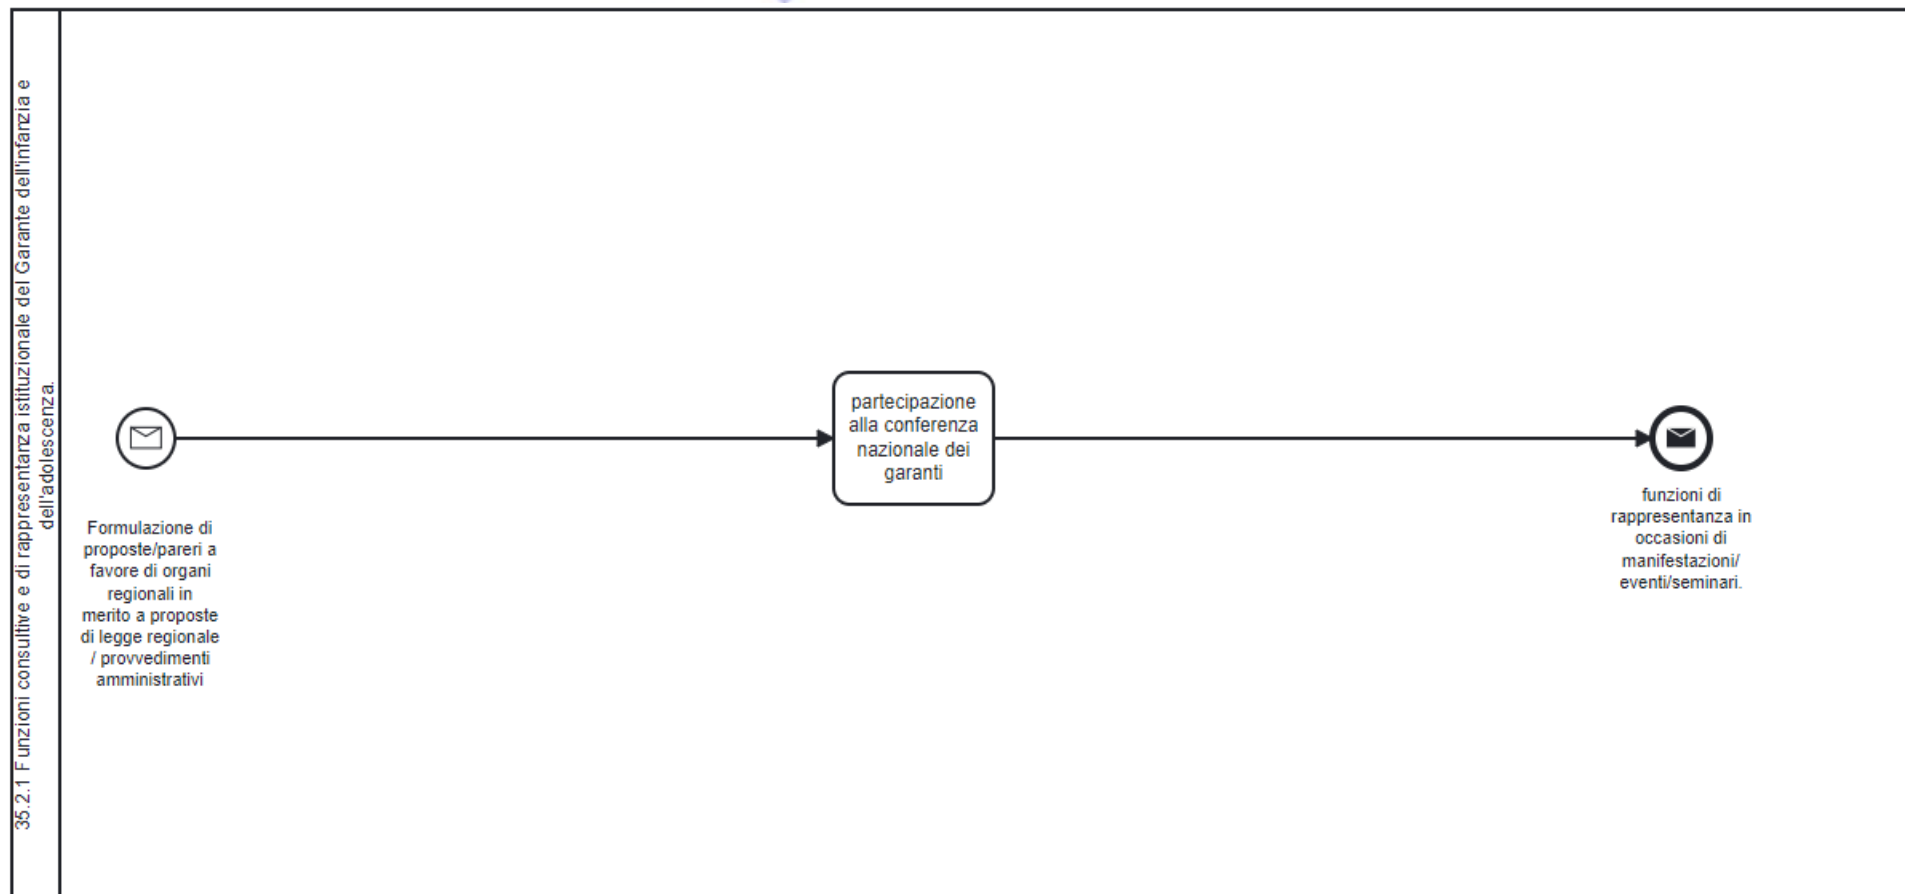 35.2.1 Funzioni consultive e di rappresentanza istituzionale del Garante dell'infanzia e
dell'adolescenza.
Formulazione di
proposte/pareri a
favore di organi
regionali in
merito a proposte
di legge regionale
/ provvedimenti
amministrativi
partecipazione
alla conferenza
nazionale dei
garanti
funzioni di
rappresentanza in
occasioni di
manifestazioni/
eventi/seminari.